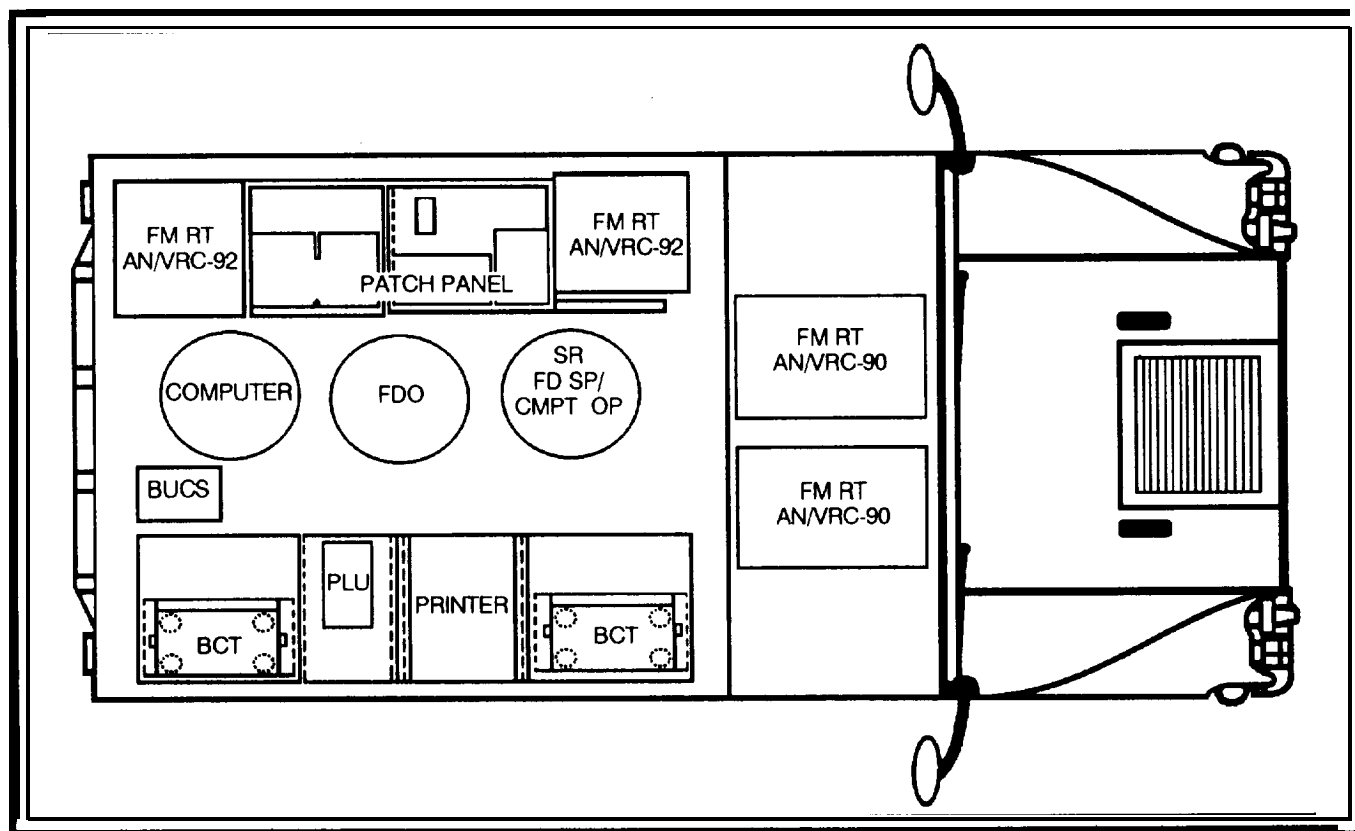 FM RT
AN/VRC-92
PATCH PANEL
FM RT
AN/VRC-92
FM RT
AN/VRC-90
COMPUTER
FDO
SR
FD SP/
CMPT OP
BUCS
FM RT
AN/VRC-90
PLU
PRINTER
BCT
BCT